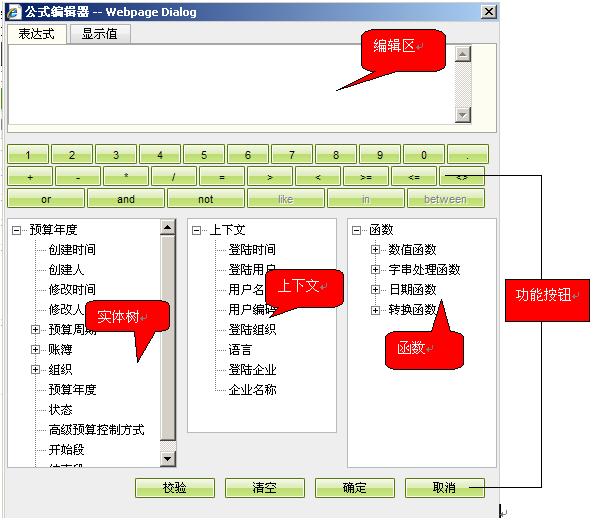 公式编辑器 -- Webpage Dialog
表达式 显示值
编辑区
1 2 3 4 5 6 7 8 9 0 .
+ - * / = > < >= <= <>
or and not like in between
预算年度
创建时间
创建人
修改时间
修改人
预算周期
账簿
组织
预算年度
状态
高级预算控制方式
开始段
实体树
上下文
登陆时间
登陆用户
用户名
用户编码
登陆组织
语言
登陆企业
企业名称
上下文
函数
数值函数
字串处理函数
日期函数
转换函数
函数
功能按钮
校验 清空 确定 取消